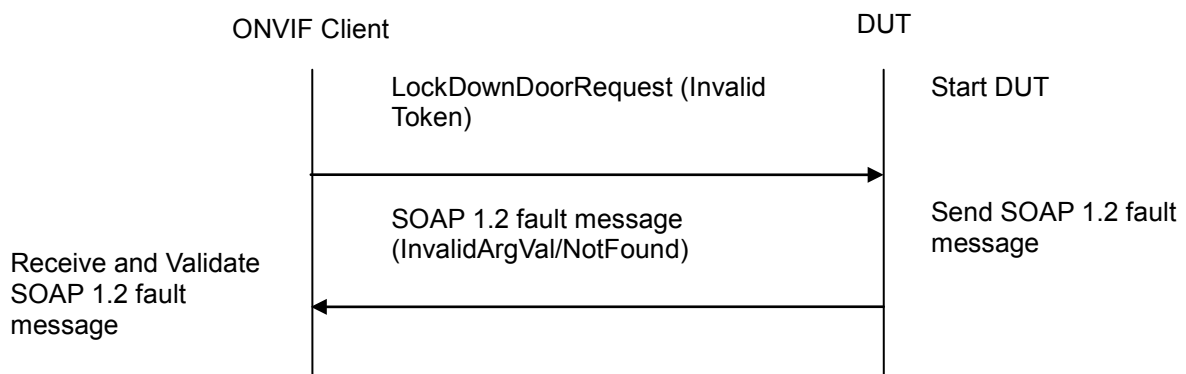 ONVIF Client
DUT
LockDownDoorRequest (Invalid
Token)
Start DUT
SOAP 1.2 fault message
(InvalidArgVal/NotFound)
Send SOAP 1.2 fault
message
Receive and Validate
SOAP 1.2 fault
message